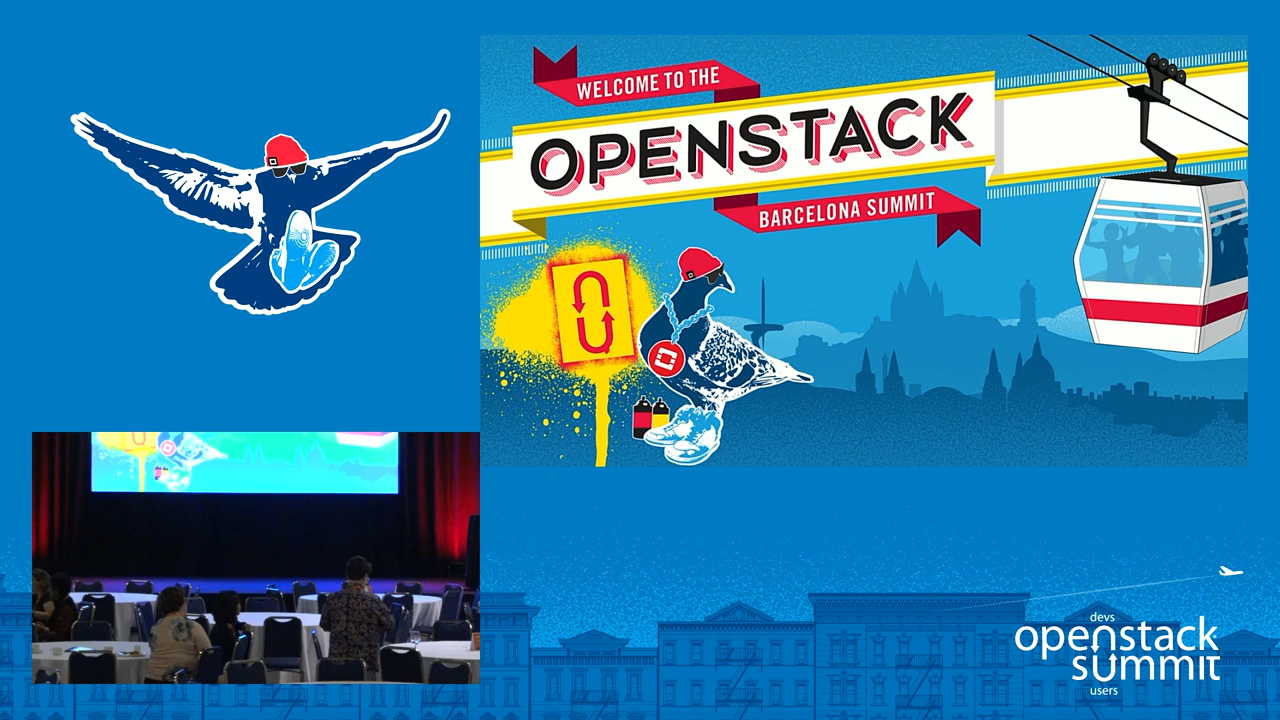 WELCOME TO THE
OPENSTACK
BARCELONA SUMMIT
devs
openstack
summit
users